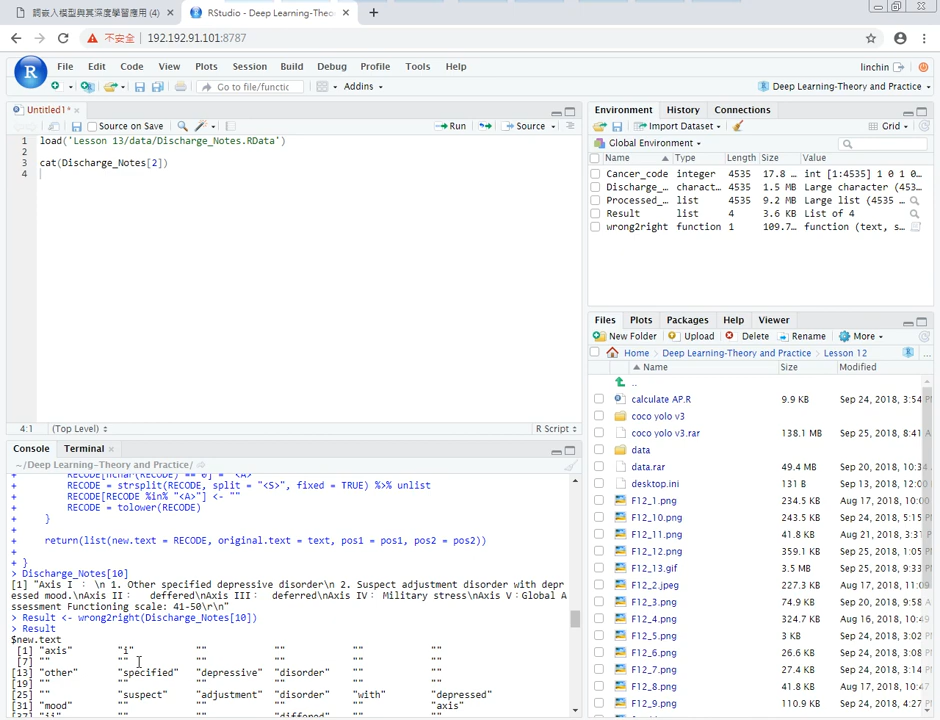 詞嵌入模型與其深度學習應用 (4)
RStudio - Deep Learning-Theo
不安全
192.192.91.101:8787
R
File Edit Code View Plots Session Build Debug Profile Tools Help
linchin
Go to file/functic
Addins
Deep Learning-Theory and Practice
Untitled1*
Source on Save
Run
Source
1 load('Lesson 13/data/Discharge_Notes.RData')
2
3 cat(Discharge_Notes[2])
4
4:1 (Top Level)
R Script
Console Terminal
~/Deep Learning-Theory and Practice/
+ RECODE[nchar(RECODE) == 0] = "<A>"
+ RECODE = strsplit(RECODE, split = "<S>", fixed = TRUE) %>% unlist
+ RECODE[RECODE %in% "<A>"] <- ""
+ RECODE = tolower(RECODE)
+ }
+
+ return(list(new.text = RECODE, original.text = text, pos1 = pos1, pos2 = pos2))
+
+ }
> Discharge_Notes[10]
[1] "Axis I ： \n 1. Other specified depressive disorder\n 2. Suspect adjustment disorder with depr
essed mood.\nAxis II： deffered\nAxis III： deferred\nAxis IV： Military stress\nAxis V：Global A
ssessment Functioning scale: 41-50\r\n"
> Result <- wrong2right(Discharge_Notes[10])
> Result
$new.text
[1] "axis" "i" "" "" "" ""
[7] "" "" "" "" "" ""
[13] "other" "specified" "depressive" "disorder" "" ""
[19] "" "" "" "" "" ""
[25] "" "suspect" "adjustment" "disorder" "with" "depressed"
[31] "mood" "" "" "" "" "axis"
[37] "ii" "" "" "differed" "" ""
Environment History Connections
Import Dataset
Grid
Global Environment
Name Type Length Size Value
Cancer_code integer 4535 17.8 … int [1:4535] 1 0 1 0…
Discharge_… charact… 4535 1.5 MB Large character (453…
Processed_… list 4535 9.2 MB Large list (4535 …
Result list 4 3.6 KB List of 4
wrong2right function 1 109.7… function (text, s…
Files Plots Packages Help Viewer
New Folder Upload Delete Rename More
Home Deep Learning-Theory and Practice Lesson 12
...
Name Size Modified
..
calculate AP.R 9.9 KB Sep 24, 2018, 3:54
coco yolo v3
coco yolo v3.rar 138.1 MB Sep 25, 2018, 8:41
data
data.rar 49.4 MB Sep 20, 2018, 10:34
desktop.ini 131 B Sep 13, 2018, 12:00
F12_1.png 234.5 KB Aug 17, 2018, 10:00
F12_10.png 243.5 KB Sep 24, 2018, 5:15
F12_11.png 41.8 KB Aug 21, 2018, 3:31
F12_12.png 359.1 KB Sep 25, 2018, 1:05
F12_13.gif 3.5 MB Sep 25, 2018, 9:33
F12_2.jpeg 227.3 KB Aug 17, 2018, 11:09
F12_3.png 74.9 KB Sep 20, 2018, 9:58
F12_4.png 324.7 KB Aug 16, 2018, 10:49
F12_5.png 3 KB Sep 24, 2018, 3:02
F12_6.png 26.6 KB Sep 24, 2018, 3:08
F12_7.png 27.4 KB Sep 24, 2018, 3:14
F12_8.png 41.8 KB Aug 17, 2018, 10:47
F12_9.png 110.9 KB Sep 24, 2018, 4:27